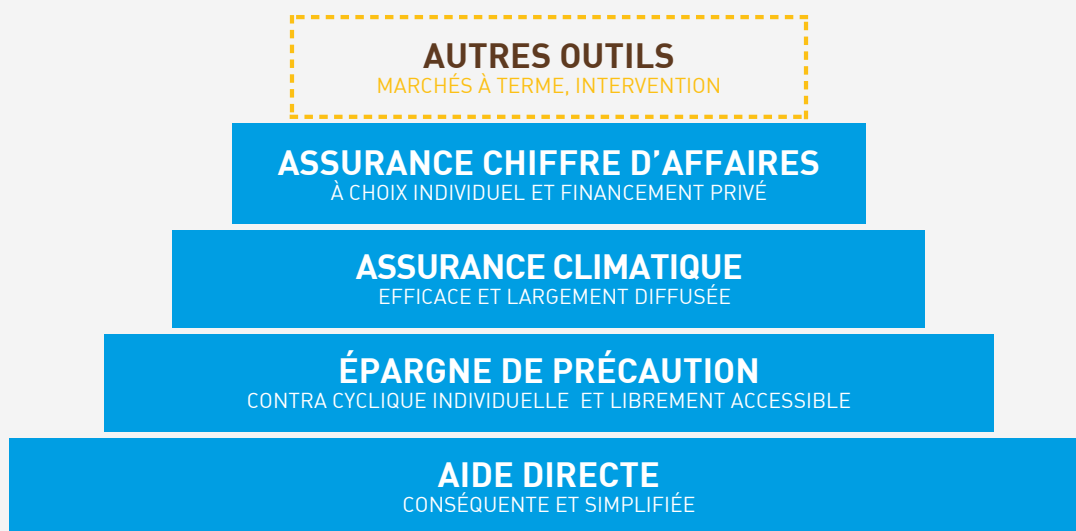 AUTRES OUTILS
MARCHÉS À TERME, INTERVENTION
ASSURANCE CHIFFRE D’AFFAIRES
À CHOIX INDIVIDUEL ET FINANCEMENT PRIVÉ
ASSURANCE CLIMATIQUE
EFFICACE ET LARGEMENT DIFFUSÉE
ÉPARGNE DE PRÉCAUTION
CONTRA CYCLIQUE INDIVIDUELLE ET LIBREMENT ACCESSIBLE
AIDE DIRECTE
CONSÉQUENTE ET SIMPLIFIÉE